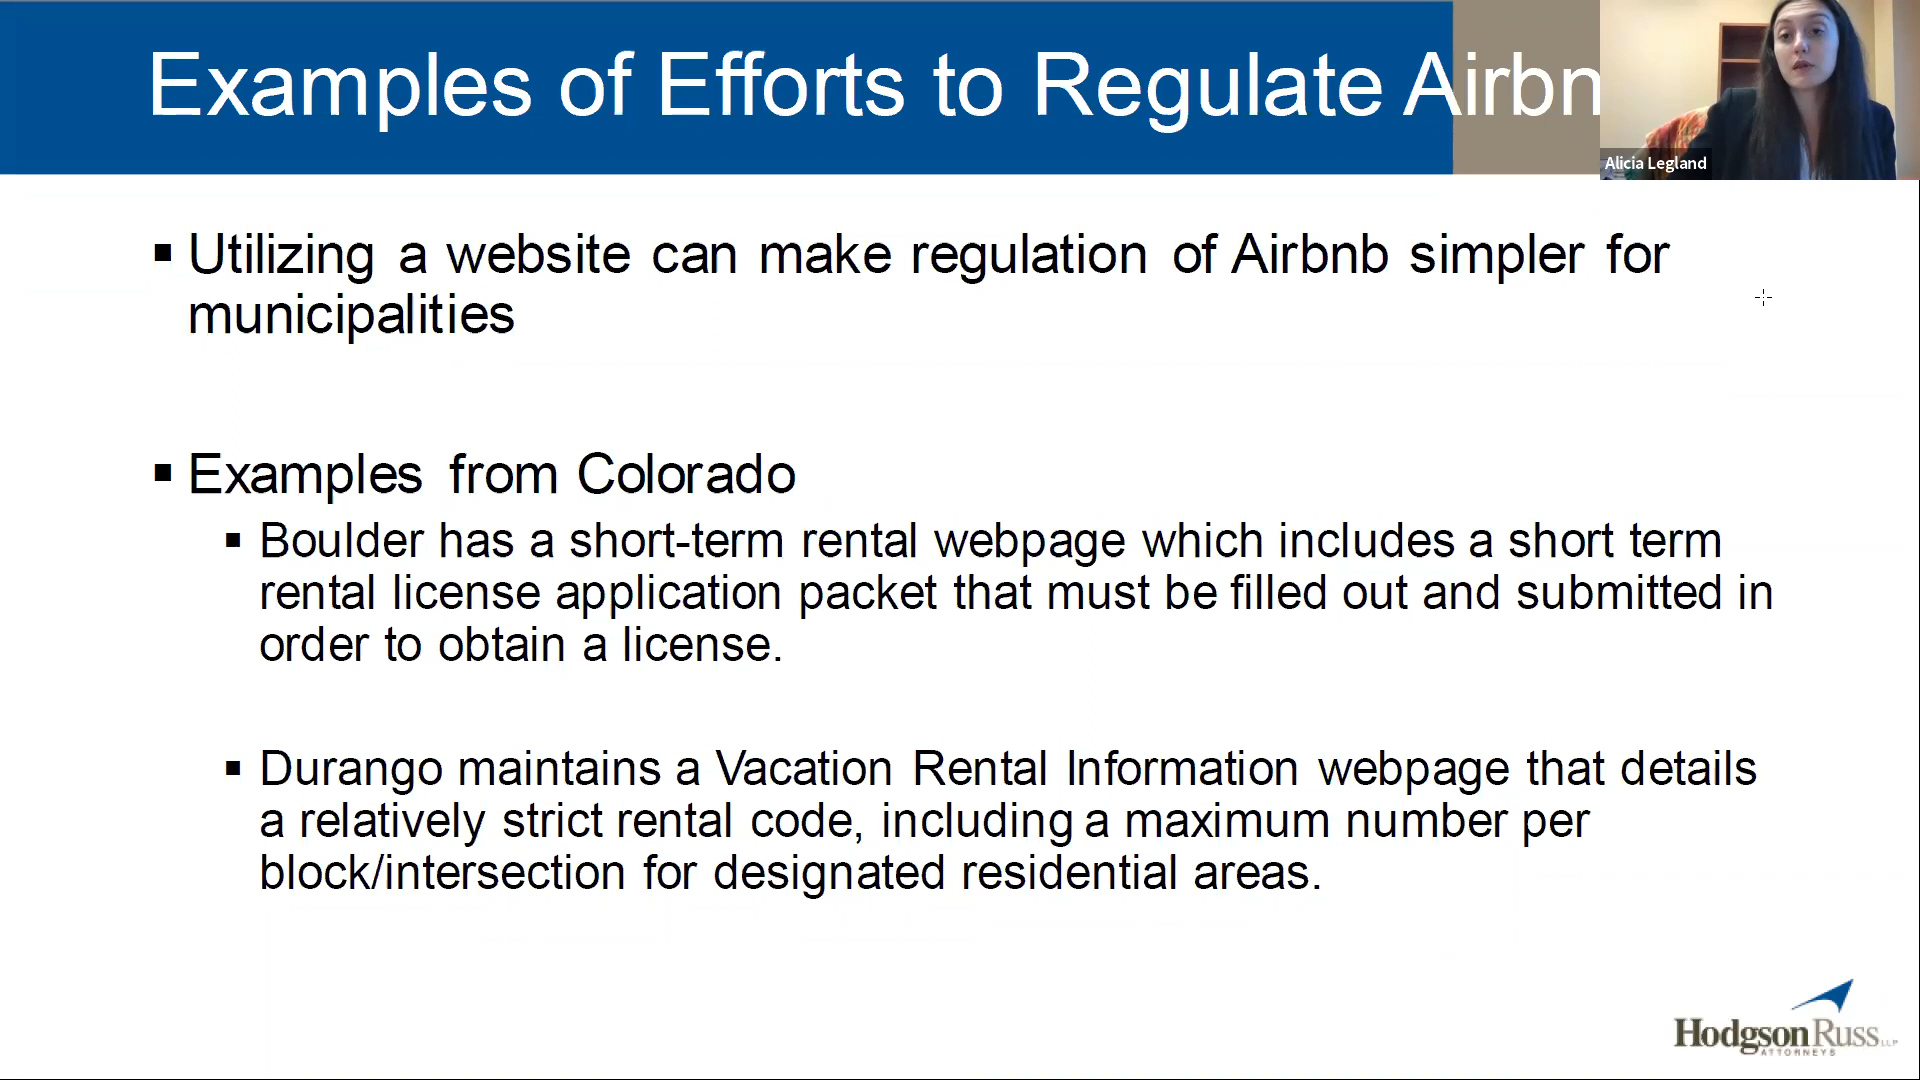 Examples of Efforts to Regulate Airbn
Alicia Legland
▪ Utilizing a website can make regulation of Airbnb simpler for
municipalities
▪ Examples from Colorado
▪ Boulder has a short-term rental webpage which includes a short term
rental license application packet that must be filled out and submitted in
order to obtain a license.
▪ Durango maintains a Vacation Rental Information webpage that details
a relatively strict rental code, including a maximum number per
block/intersection for designated residential areas.
HodgsonRuss LLP
ATTORNEYS